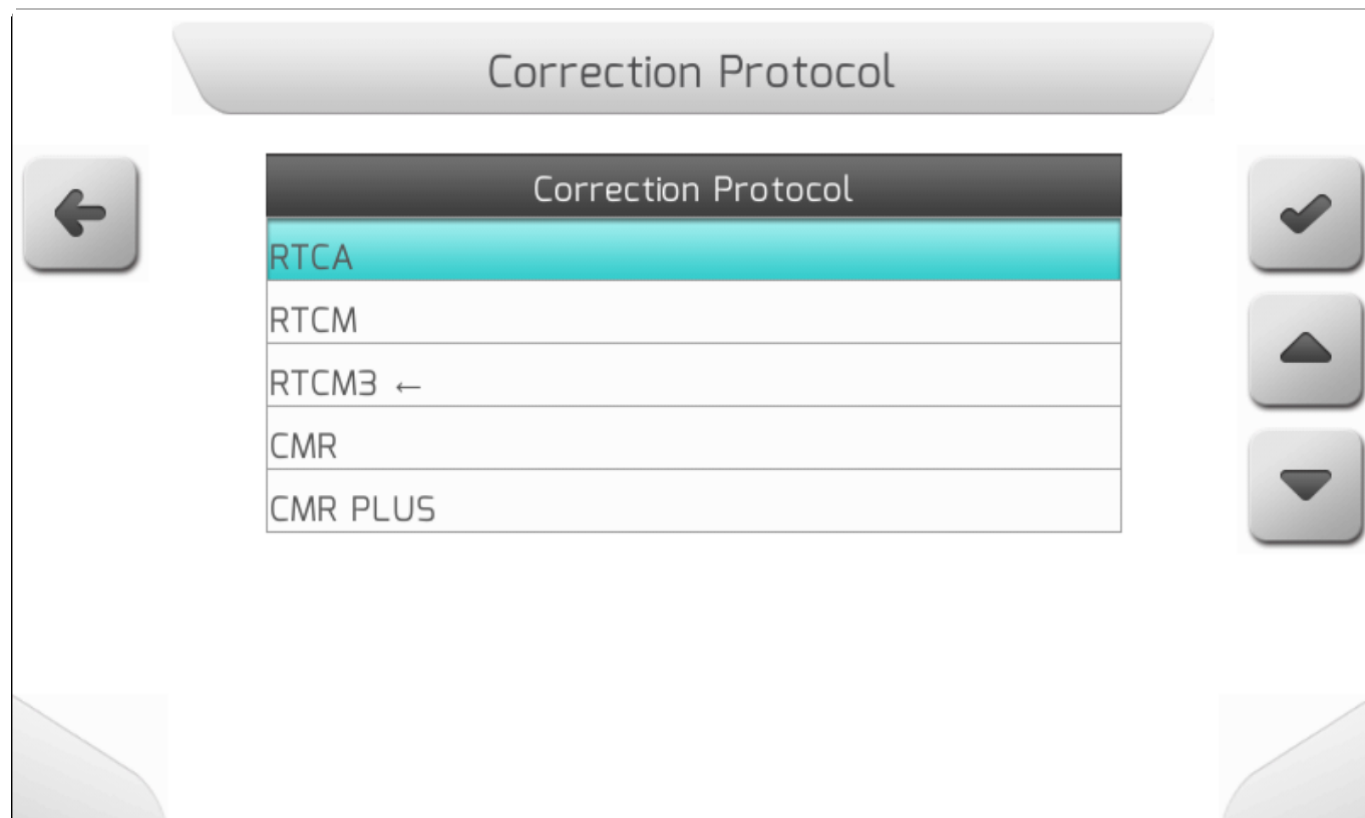 Correction Protocol
Correction Protocol
RTCA
RTCM
RTCM3 ←
CMR
CMR PLUS